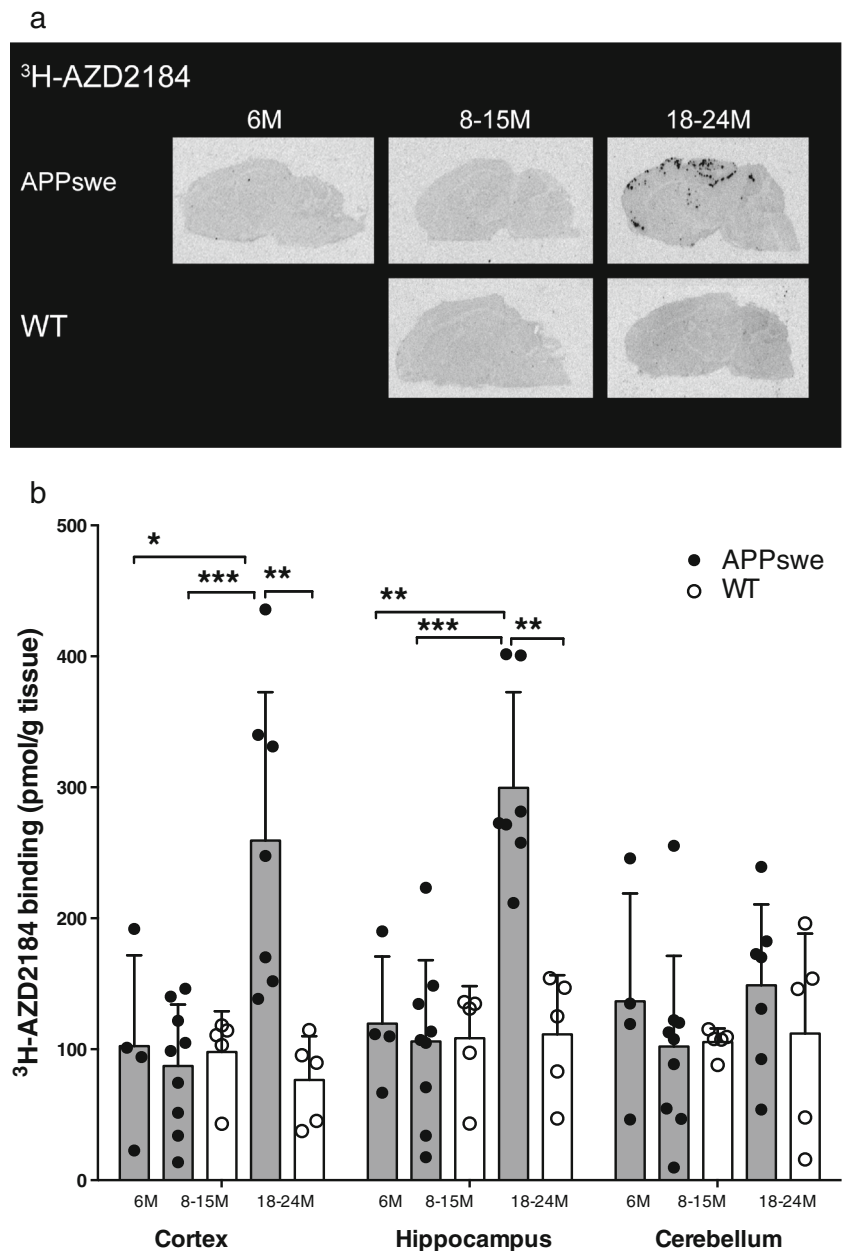 a
³H-AZD2184
6M 8-15M 18-24M
APPswe
WT
b
³H-AZD2184 binding (pmol/g tissue)
500
400
300
200
100
0
* *** **
** *** **
APPswe
WT
6M 8-15M 18-24M 6M 8-15M 18-24M 6M 8-15M 18-24M
Cortex Hippocampus Cerebellum